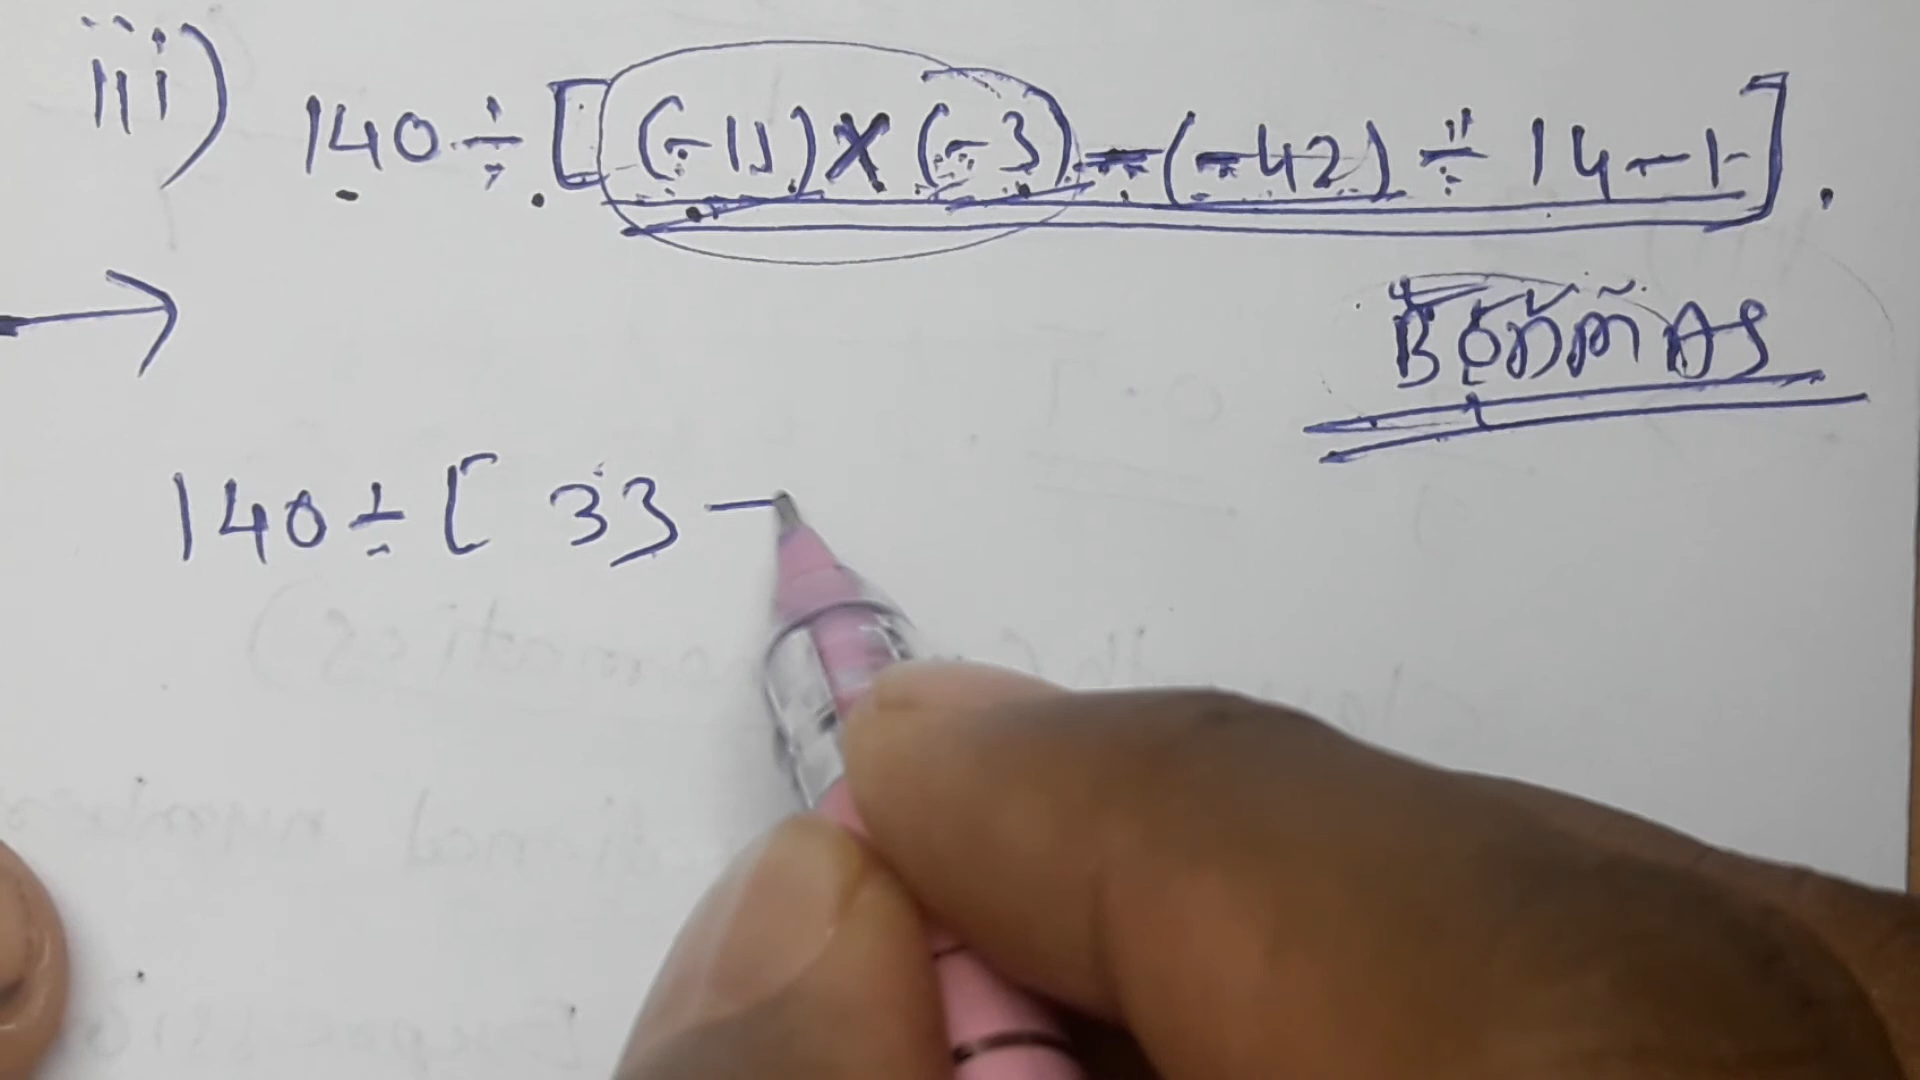 iii) 140 ÷ [ (-11) × (-3) - (-42) ÷ 14 - 1 ] .
BODMAS
140 ÷ [ 33 -